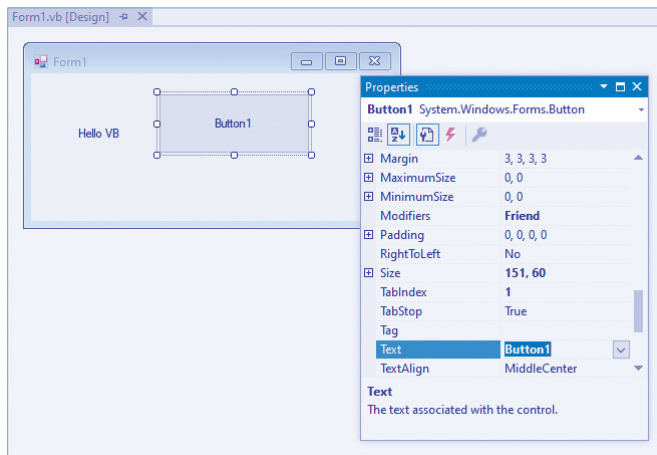 Form1.vb [Design]
Form1
Hello VB
Button1
Properties
Button1 System.Windows.Forms.Button
Margin 3, 3, 3, 3
MaximumSize 0, 0
MinimumSize 0, 0
Modifiers Friend
Padding 0, 0, 0, 0
RightToLeft No
Size 151, 60
TabIndex 1
TabStop True
Tag
Text Button1
TextAlign MiddleCenter
Text
The text associated with the control.